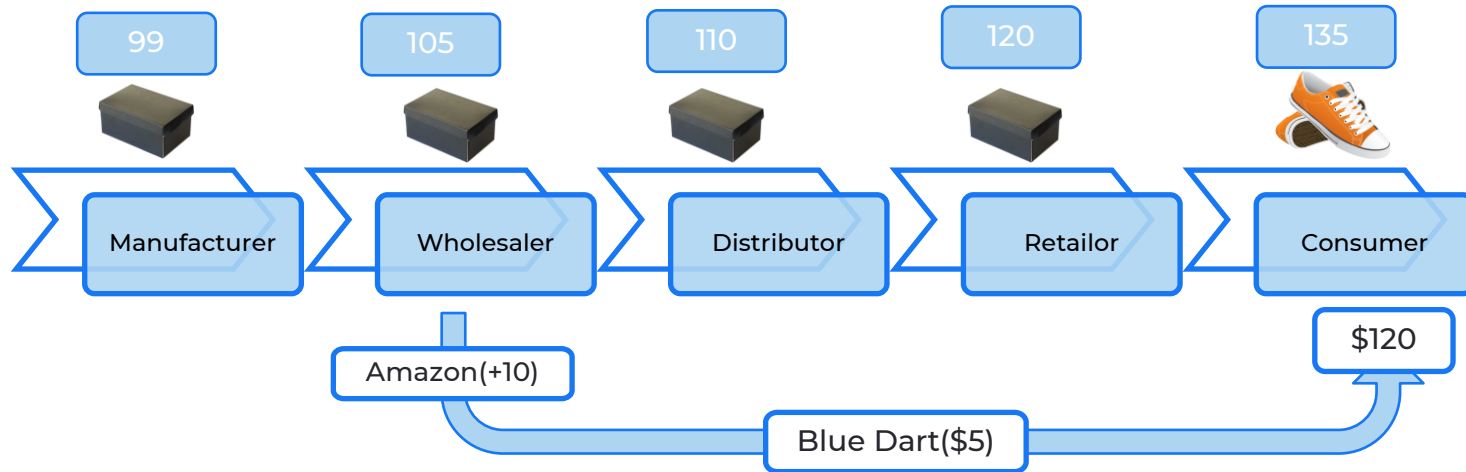 99
105
110
120
135
Manufacturer
Wholesaler
Distributor
Retailor
Consumer
$120
Amazon(+10)
Blue Dart($5)